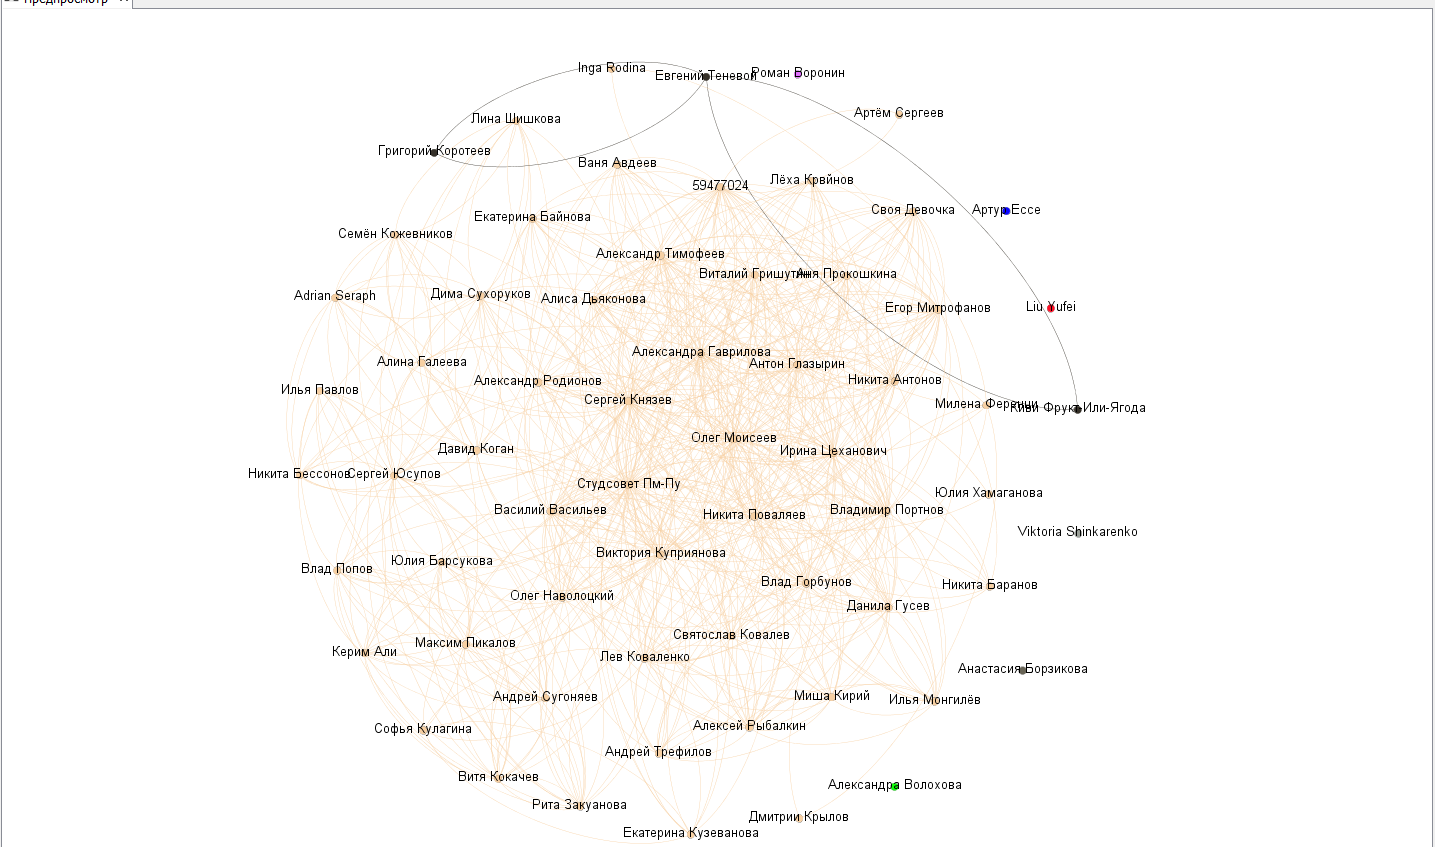 Предпросмотр
Inga Rodina
Евгений Теневой
Роман Воронин
Артём Сергеев
Лина Шишкова
Григорий Коротеев
Ваня Авдеев
59477024
Лёха Крвйнов
Своя Девочка
Артур Ессе
Екатерина Байнова
Семён Кожевников
Александр Тимофеев
Виталий Гришутин
Аня Прокошкина
Adrian Seraph
Дима Сухоруков
Алиса Дьяконова
Егор Митрофанов
Liu Yufei
Александра Гаврилова
Алина Галеева
Антон Глазырин
Александр Родионов
Никита Антонов
Илья Павлов
Сергей Князев
Милена
Киви Фрукт Или-Ягода
Олег Моисеев
Давид Коган
Ирина Цеханович
Никита Бессонов
Сергей Юсупов
Студсовет Пм-Пу
Юлия Хамаганова
Василий Васильев
Никита Поваляев
Владимир Портнов
Viktoria Shinkarenko
Виктория Куприянова
Юлия Барсукова
Влад Попов
Влад Горбунов
Никита Баранов
Олег Наволоцкий
Данила Гусев
Святослав Ковалев
Максим Пикалов
Керим Али
Лев Коваленко
Анастасия Борзикова
Андрей Сугоняев
Миша Кирий
Илья Монгилёв
Софья Кулагина
Алексей Рыбалкин
Андрей Трефилов
Витя Кокачев
Александра Волохова
Рита Закуанова
Дмитрий Крылов
Екатерина Кузеванова